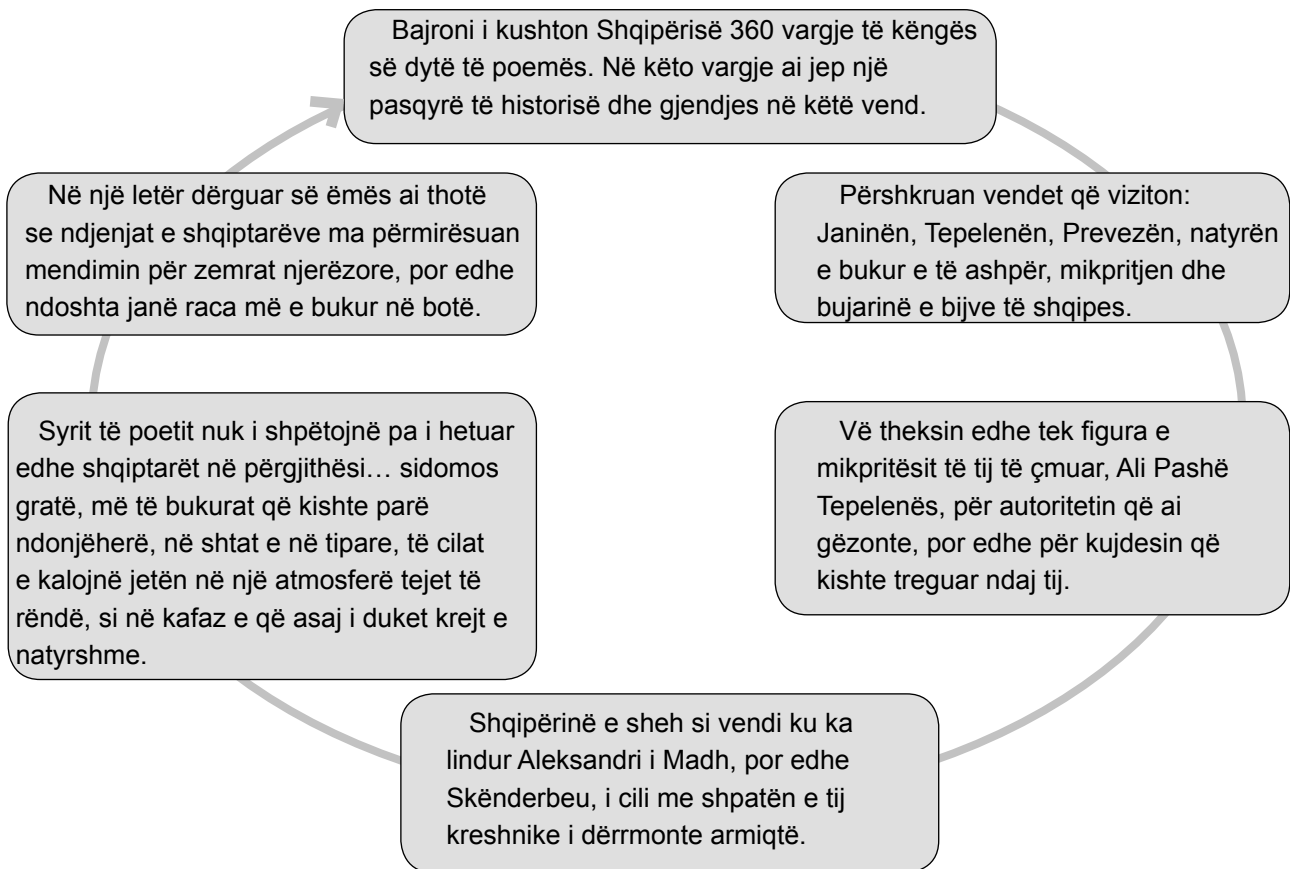 Bajroni i kushton Shqipërisë 360 vargje të këngës
së dytë të poemës. Në këto vargje ai jep një
pasqyrë të historisë dhe gjendjes në këtë vend.
Përshkruan vendet që viziton:
Janinën, Tepelenën, Prevezën, natyrën
e bukur e të ashpër, mikpritjen dhe
bujarinë e bijve të shqipes.
Vë theksin edhe tek figura e
mikpritësit të tij të çmuar, Ali Pashë
Tepelenës, për autoritetin që ai
gëzonte, por edhe për kujdesin që
kishte treguar ndaj tij.
Shqipërinë e sheh si vendi ku ka
lindur Aleksandri i Madh, por edhe
Skënderbeu, i cili me shpatën e tij
kreshnike i dërrmonte armiqtë.
Syrit të poetit nuk i shpëtojnë pa i hetuar
edhe shqiptarët në përgjithësi… sidomos
gratë, më të bukurat që kishte parë
ndonjëherë, në shtat e në tipare, të cilat
e kalojnë jetën në një atmosferë tejet të
rëndë, si në kafaz e që asaj i duket krejt e
natyrshme.
Në një letër dërguar së ëmës ai thotë
se ndjenjat e shqiptarëve ma përmirësuan
mendimin për zemrat njerëzore, por edhe
ndoshta janë raca më e bukur në botë.